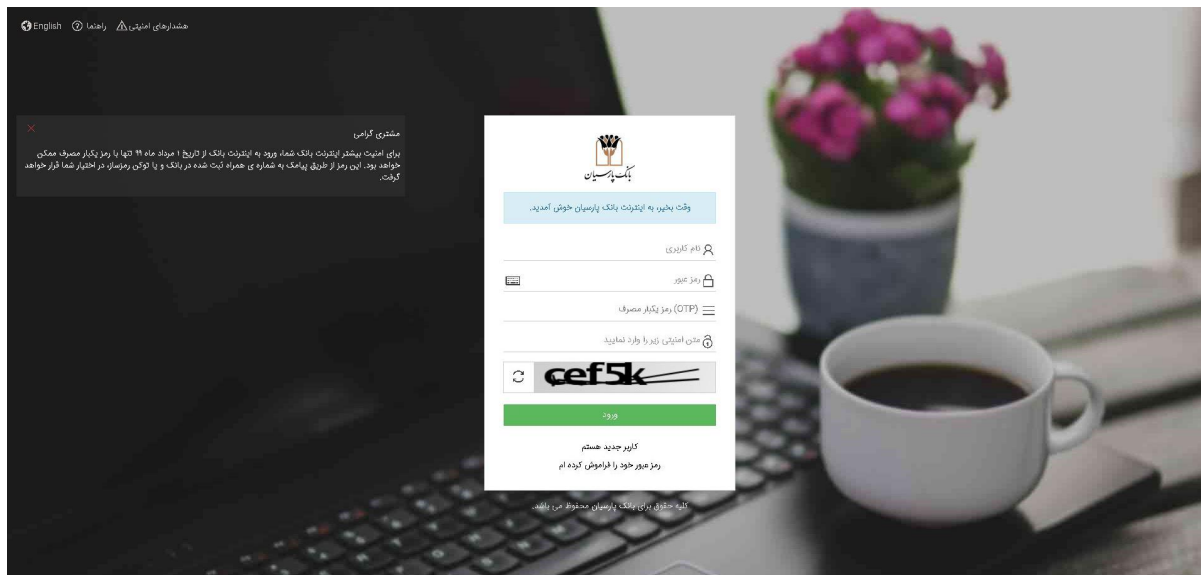 هشدارهای امنیتی
راهنما
English
مشتری گرامی
برای امنیت بیشتر اینترنت بانک شما، ورود به اینترنت بانک از تاریخ ۱ مرداد ماه ۹۹ تنها با رمز یکبار مصرف ممکن
خواهد بود. این رمز از طریق پیامک به شماره ی همراه ثبت شده در بانک و یا توکن رمزساز، در اختیار شما قرار خواهد
گرفت.
بانک پارسیان
وقت بخیر، به اینترنت بانک پارسیان خوش آمدید.
نام کاربری
رمز عبور
(OTP) رمز یکبار مصرف
متن امنیتی زیر را وارد نمایید
cef5k
ورود
کاربر جدید هستم
رمز عبور خود را فراموش کرده ام
کلیه حقوق برای بانک پارسیان محفوظ می باشد.